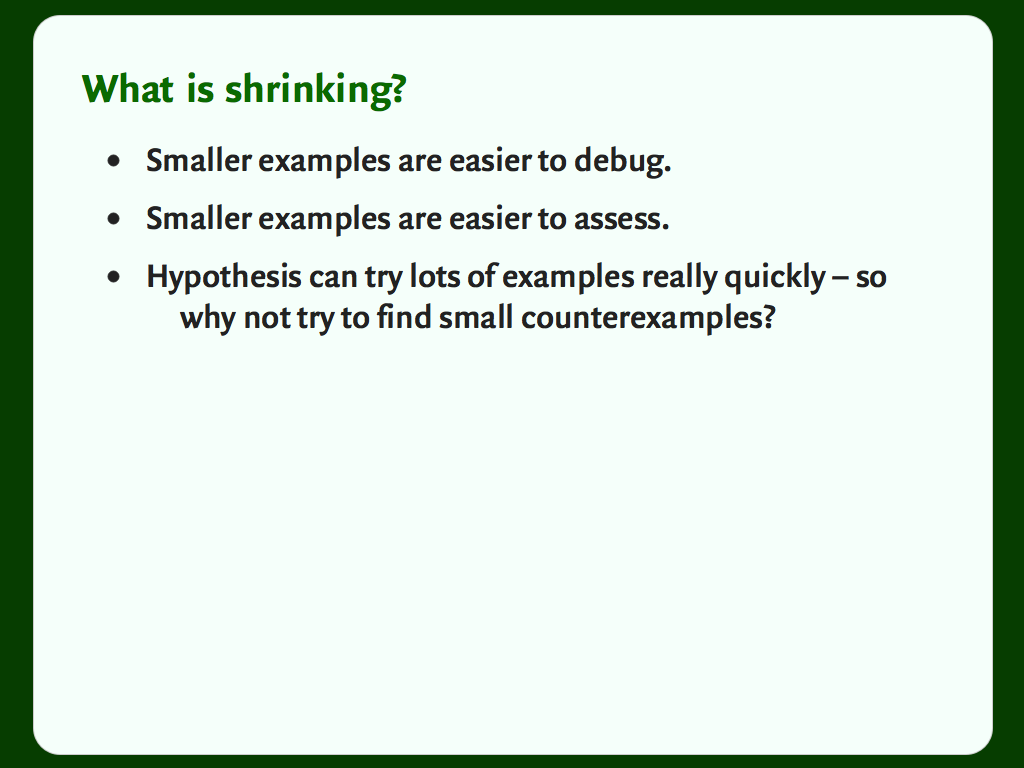 What is shrinking?
• Smaller examples are easier to debug.
• Smaller examples are easier to assess.
• Hypothesis can try lots of examples really quickly – so
why not try to find small counterexamples?